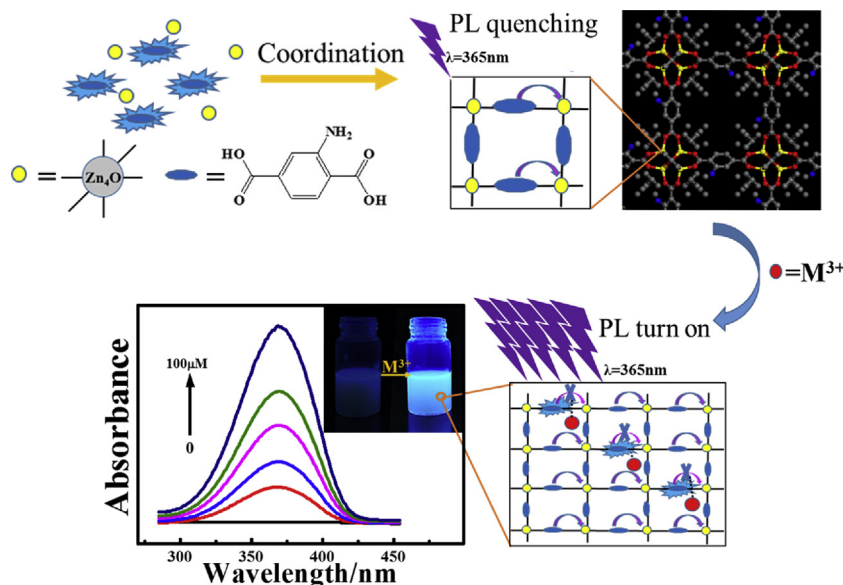 Coordination
PL quenching
λ=365nm
NH₂
HO
O
O
OH
= Zn₄O =
=M³⁺
PL turn on
λ=365nm
M³⁺
100μM
0
Absorbance
300 350 400 450
Wavelength/nm